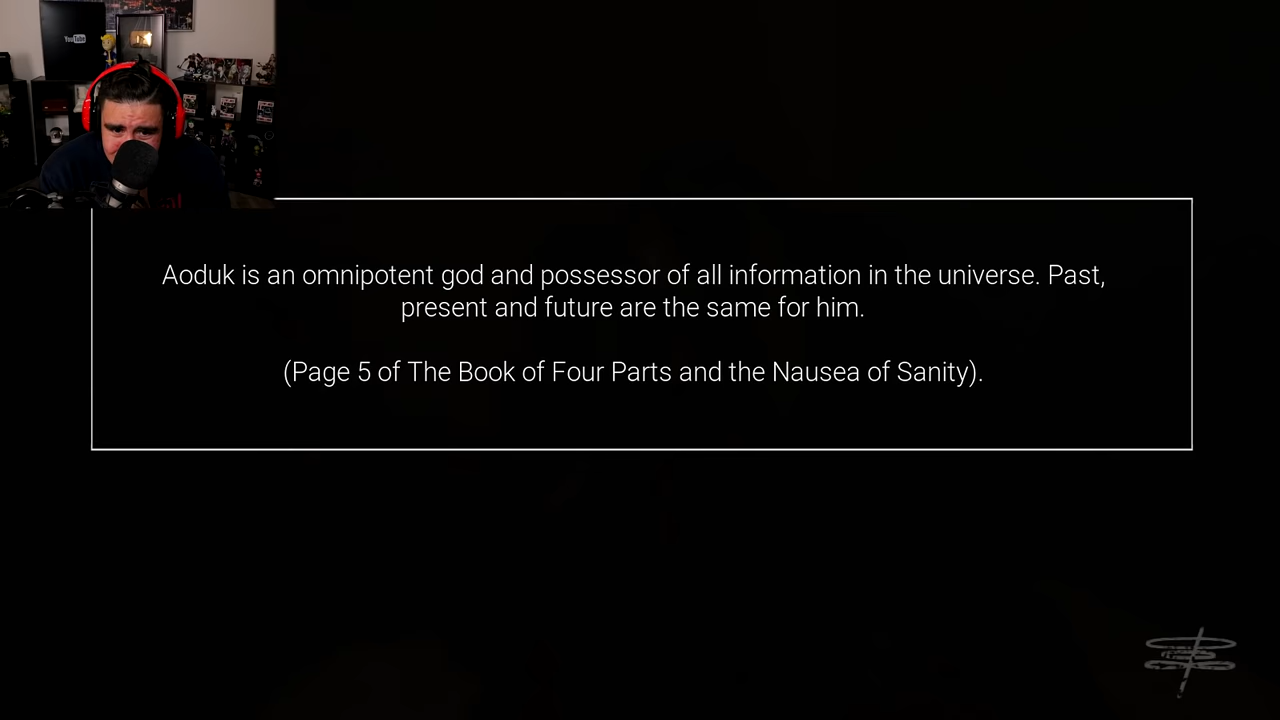 YouTube
Aoduk is an omnipotent god and possessor of all information in the universe. Past,
present and future are the same for him.
(Page 5 of The Book of Four Parts and the Nausea of Sanity).